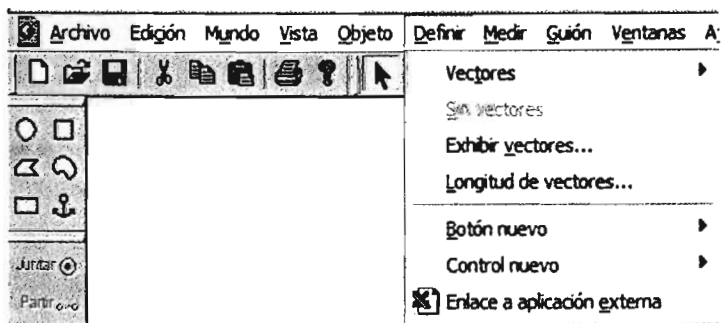 Archivo Edición Mundo Vista Objeto Definir Medir Guión Ventanas A
Vectores
Sin vectores
Exhibir vectores...
Longitud de vectores...
Botón nuevo
Control nuevo
Enlace a aplicación externa
Juntar
Partir